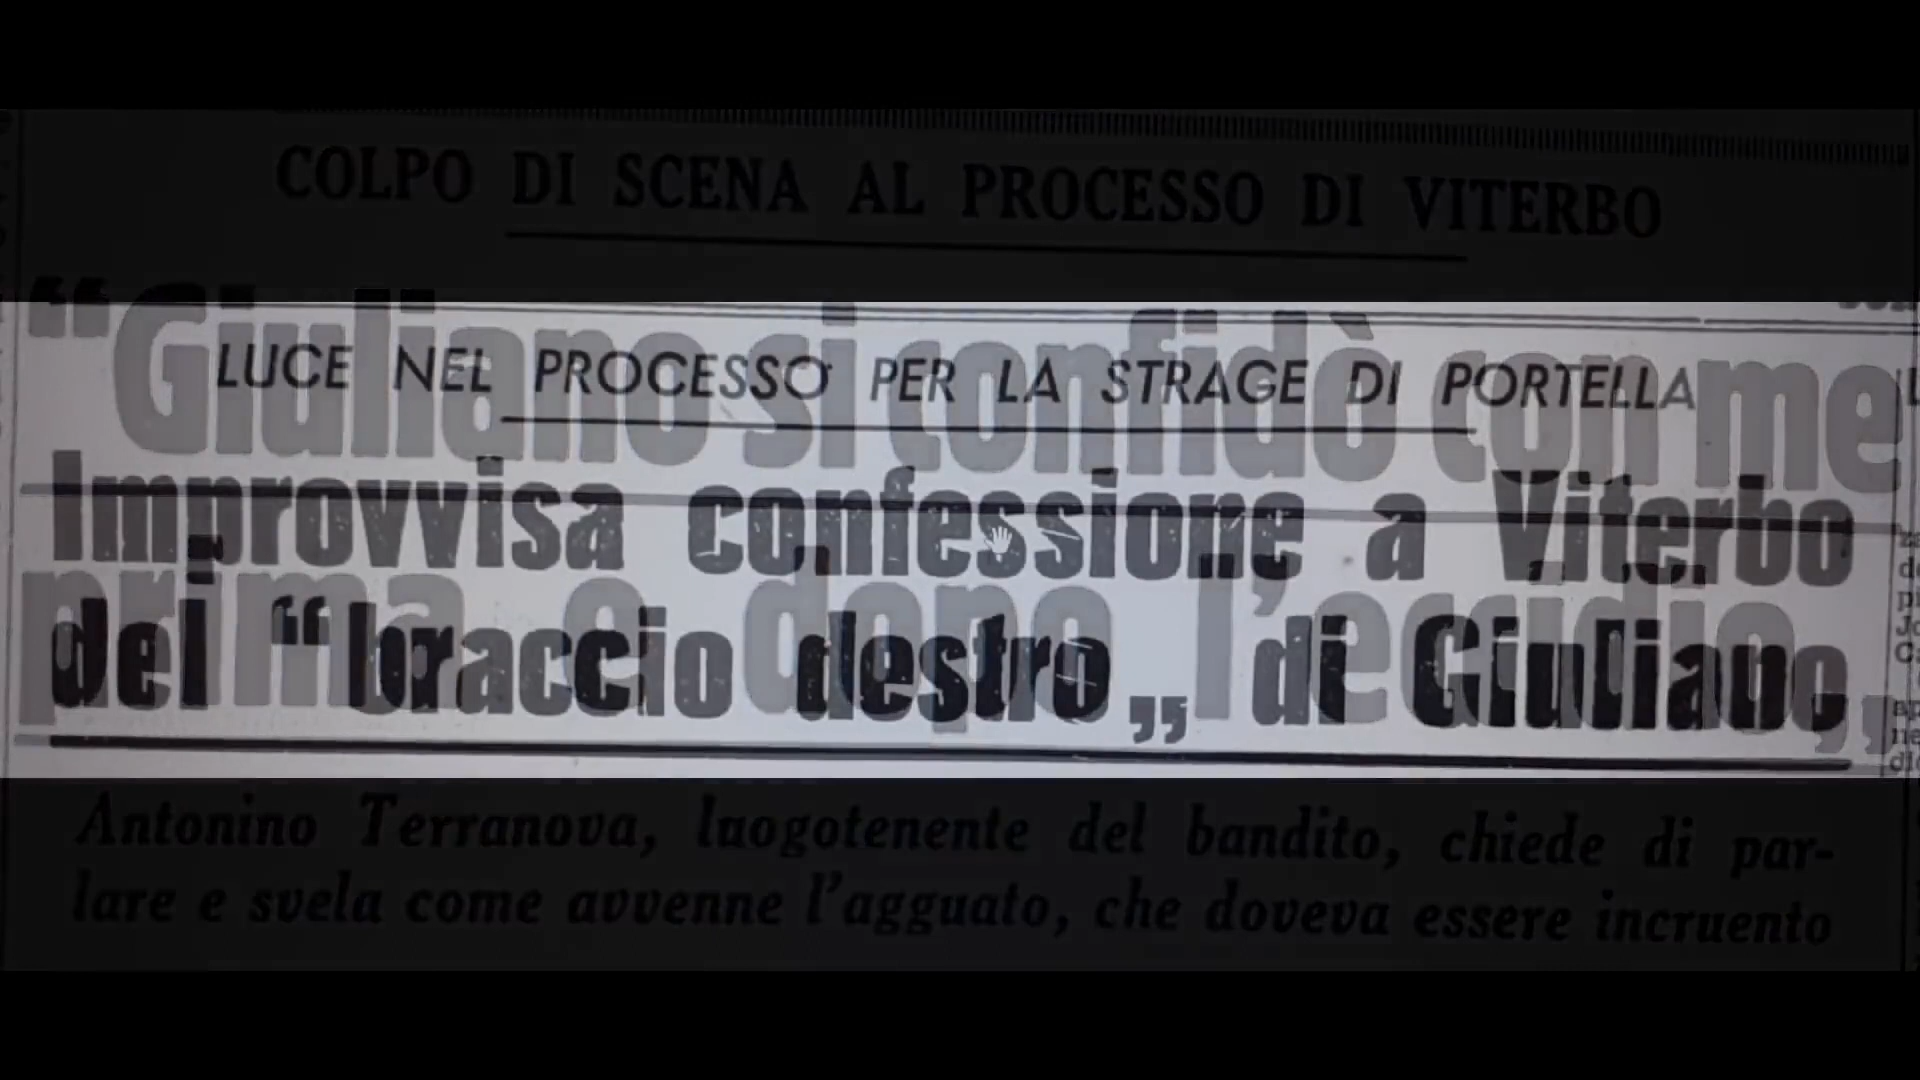 COLPO DI SCENA AL PROCESSO DI VITERBO
“Giuliano si confidò con me
prima e dopo l’eccidio„
LUCE NEL PROCESSO PER LA STRAGE DI PORTELLA
Improvvisa confessione a Viterbo
del “braccio destro„ di Giuliano
Antonino Terranova, luogotenente del bandito, chiede di par-
lare e svela come avvenne l’agguato, che doveva essere incruento